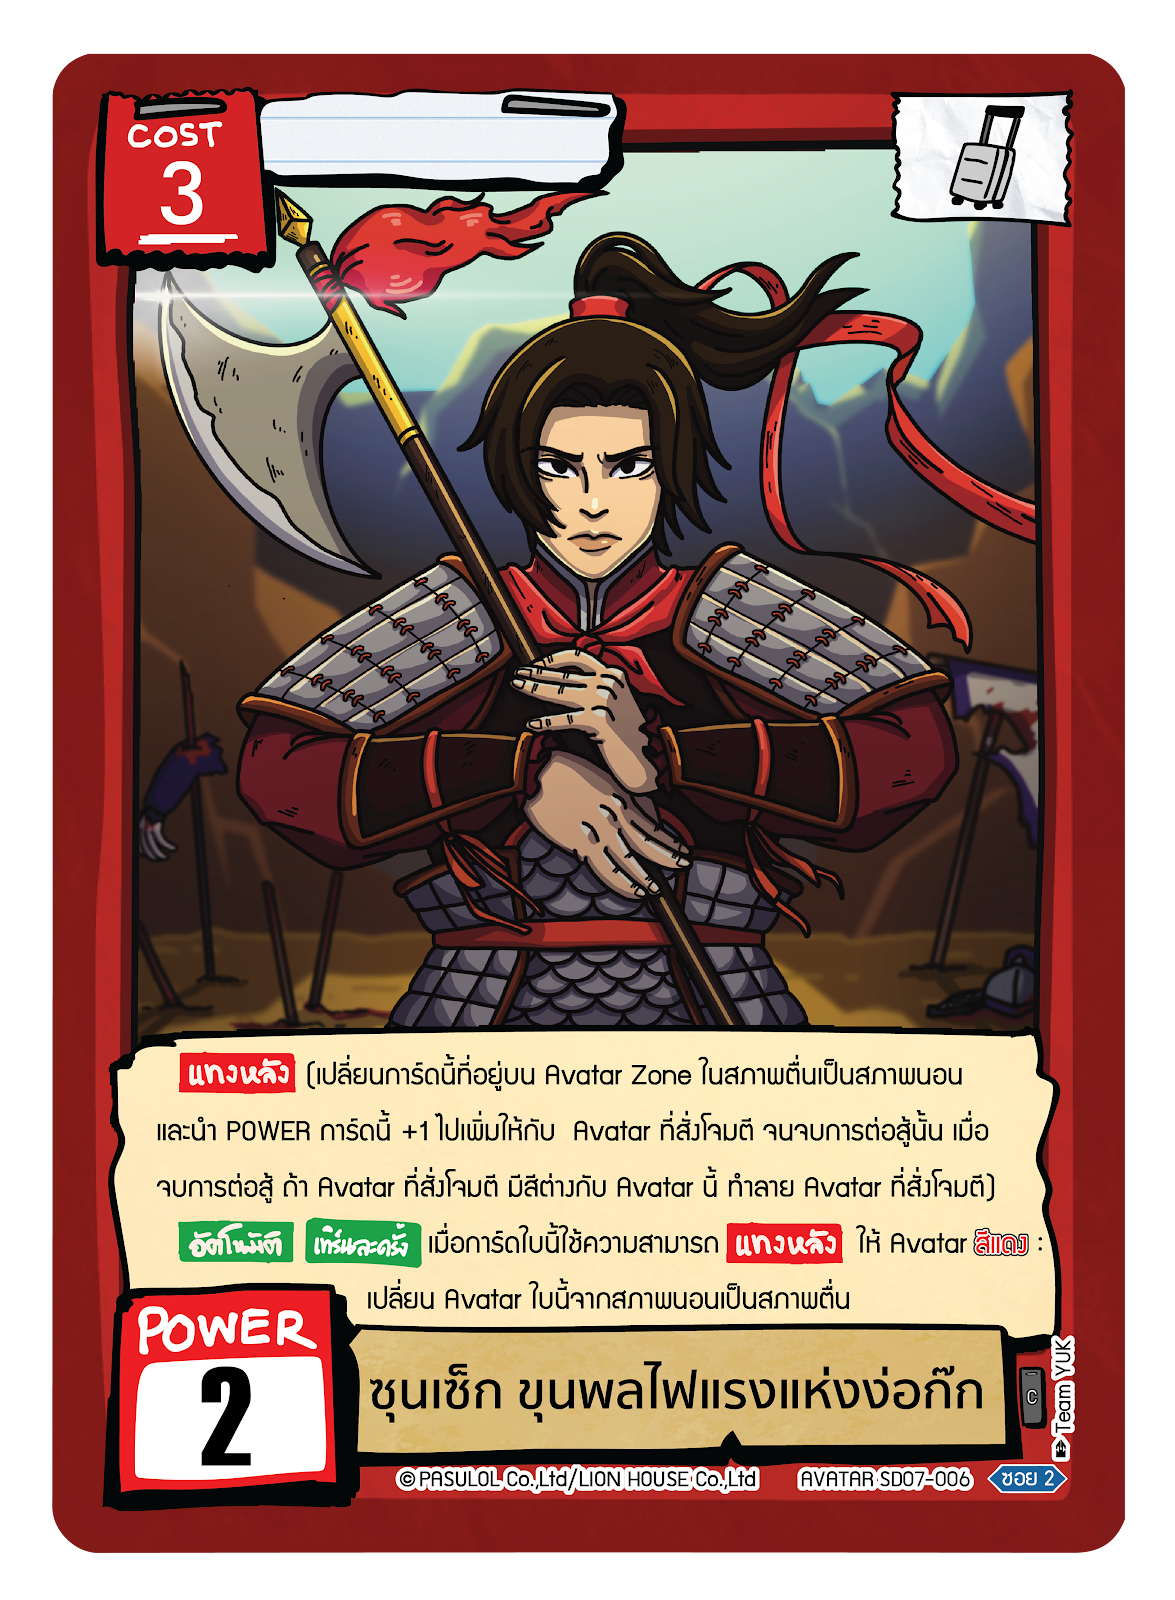 COST
3
แทงหลัง (เปลี่ยนการ์ดนี้ที่อยู่บน Avatar Zone ในสภาพตื่นเป็นสภาพนอน
และนำ POWER การ์ดนี้ +1 ไปเพิ่มให้กับ Avatar ที่สั่งโจมตี จนจบการต่อสู้นั้น เมื่อ
จบการต่อสู้ ถ้า Avatar ที่สั่งโจมตี มีสีต่างกับ Avatar นี้ ทำลาย Avatar ที่สั่งโจมตี)
อัตโนมัติ เทิร์นละครั้ง เมื่อการ์ดใบนี้ใช้ความสามารถ แทงหลัง ให้ Avatar สีแดง :
เปลี่ยน Avatar ใบนี้จากสภาพนอนเป็นสภาพตื่น
POWER
2
ซุนเซ็ก ขุนพลไฟแรงแห่งง่อก๊ก
C
Team YUK
© PASULOL Co.,Ltd/LION HOUSE Co.,Ltd AVATAR SD07-006 ซอย 2